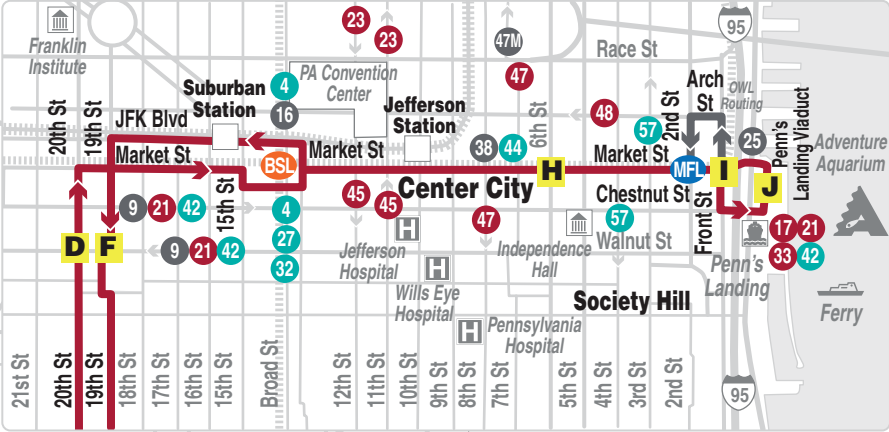 Franklin
Institute
23
23
47M
47
95
Race St
PA Convention
Center
Suburban
Station
4
16
Jefferson
Station
Arch
St
OWL
Routing
2nd St
6th St
48
57
38
44
25
Penn's
Landing Viaduct
Adventure
Aquarium
20th St
19th St
JFK Blvd
Market St
BSL
Market St
Market St
MFL
H
I
J
Center City
Chestnut St
Front St
15th St
9
21
42
4
27
32
45
45
47
57
Walnut St
Independence
Hall
Jefferson
Hospital
H
D
F
9
21
42
17
21
33
42
Penn's
Landing
H
Wills Eye
Hospital
H
Pennsylvania
Hospital
Society Hill
Ferry
21st St
20th St
19th St
18th St
17th St
16th St
15th St
Broad St
12th St
11th St
10th St
9th St
8th St
7th St
5th St
4th St
3rd St
2nd St
95